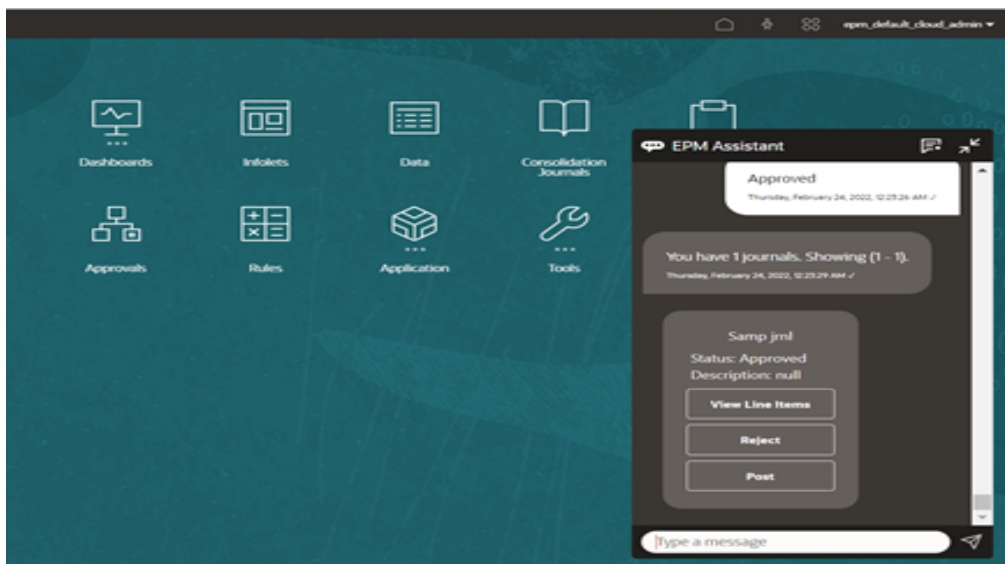 epm_default_cloud_admin
Dashboards
Infolets
Data
Consolidation
Journals
Approvals
Rules
Application
Tools
EPM Assistant
Approved
Thursday, February 24, 2022, 12:23:26 AM
You have 1 journals. Showing (1 - 1).
Thursday, February 24, 2022, 12:23:29 AM
Samp jrnl
Status: Approved
Description: null
View Line Items
Reject
Post
Type a message